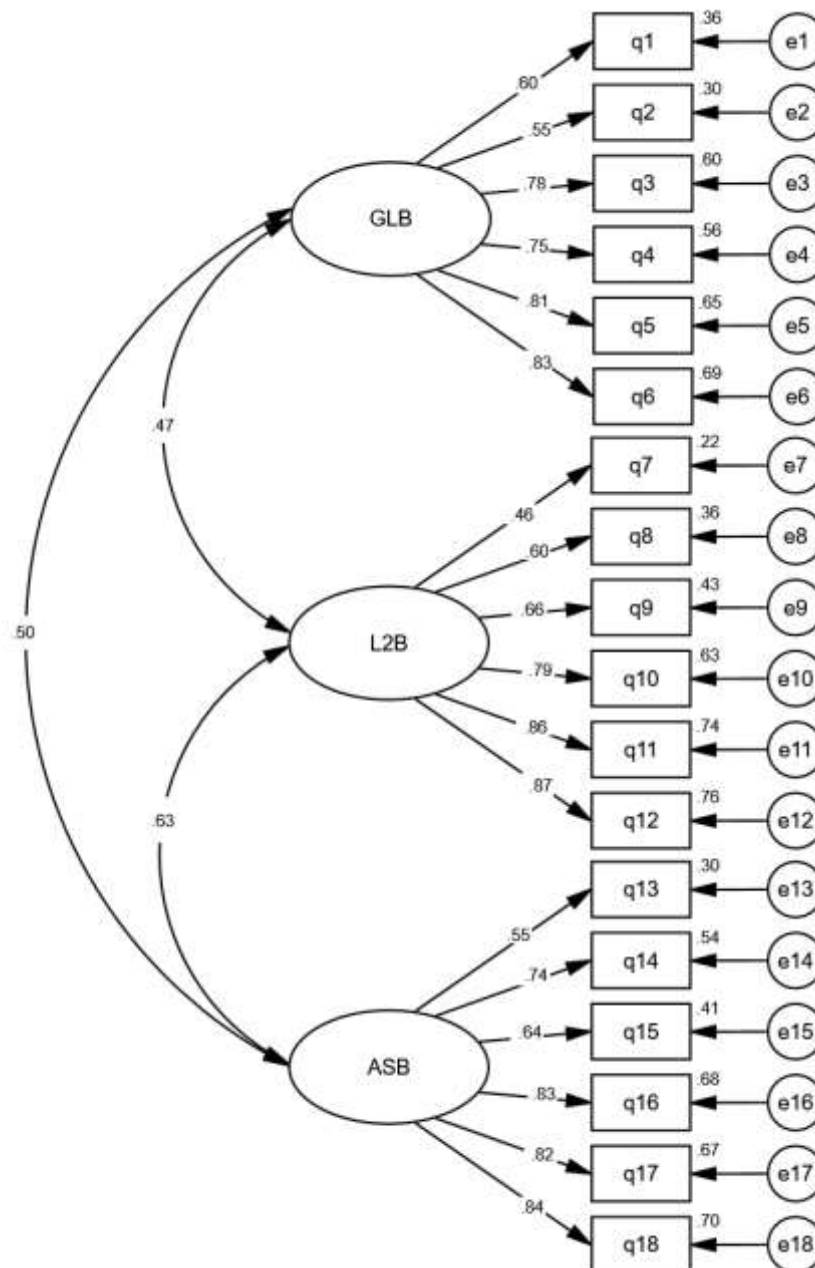 .36
q1
e1
.60
.30
q2
e2
.55
.60
q3
e3
.78
GLB
.56
q4
e4
.75
.65
q5
e5
.81
.69
q6
e6
.83
.47
.22
q7
e7
.46
.36
q8
e8
.60
.43
q9
e9
.66
.50
L2B
.63
q10
e10
.79
.74
q11
e11
.86
.76
q12
e12
.87
.63
.30
q13
e13
.55
.54
q14
e14
.74
.41
q15
e15
.64
ASB
.68
q16
e16
.83
.67
q17
e17
.82
.70
q18
e18
.84